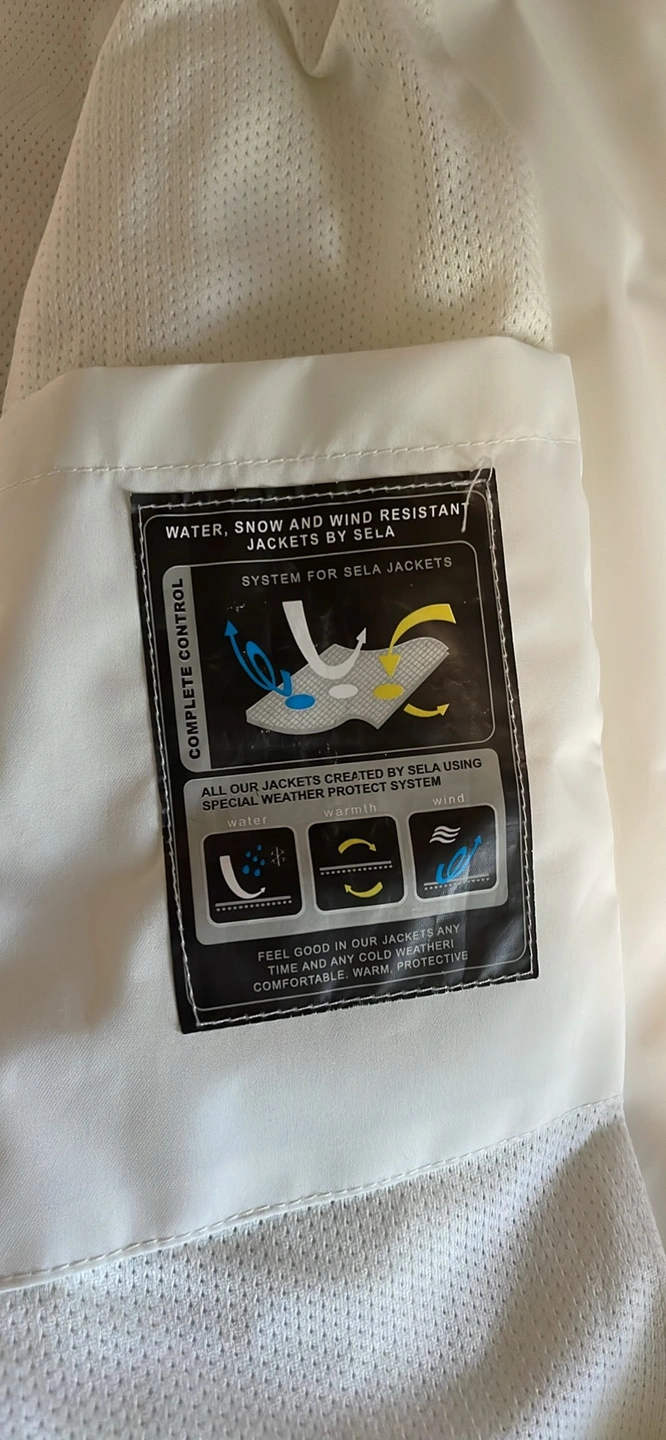 WATER, SNOW AND WIND RESISTANT
JACKETS BY SELA
SYSTEM FOR SELA JACKETS
COMPLETE CONTROL
ALL OUR JACKETS CREATED BY SELA USING
SPECIAL WEATHER PROTECT SYSTEM
water
warmth
wind
FEEL GOOD IN OUR JACKETS ANY
TIME AND ANY COLD WEATHER!
COMFORTABLE. WARM, PROTECTIVE